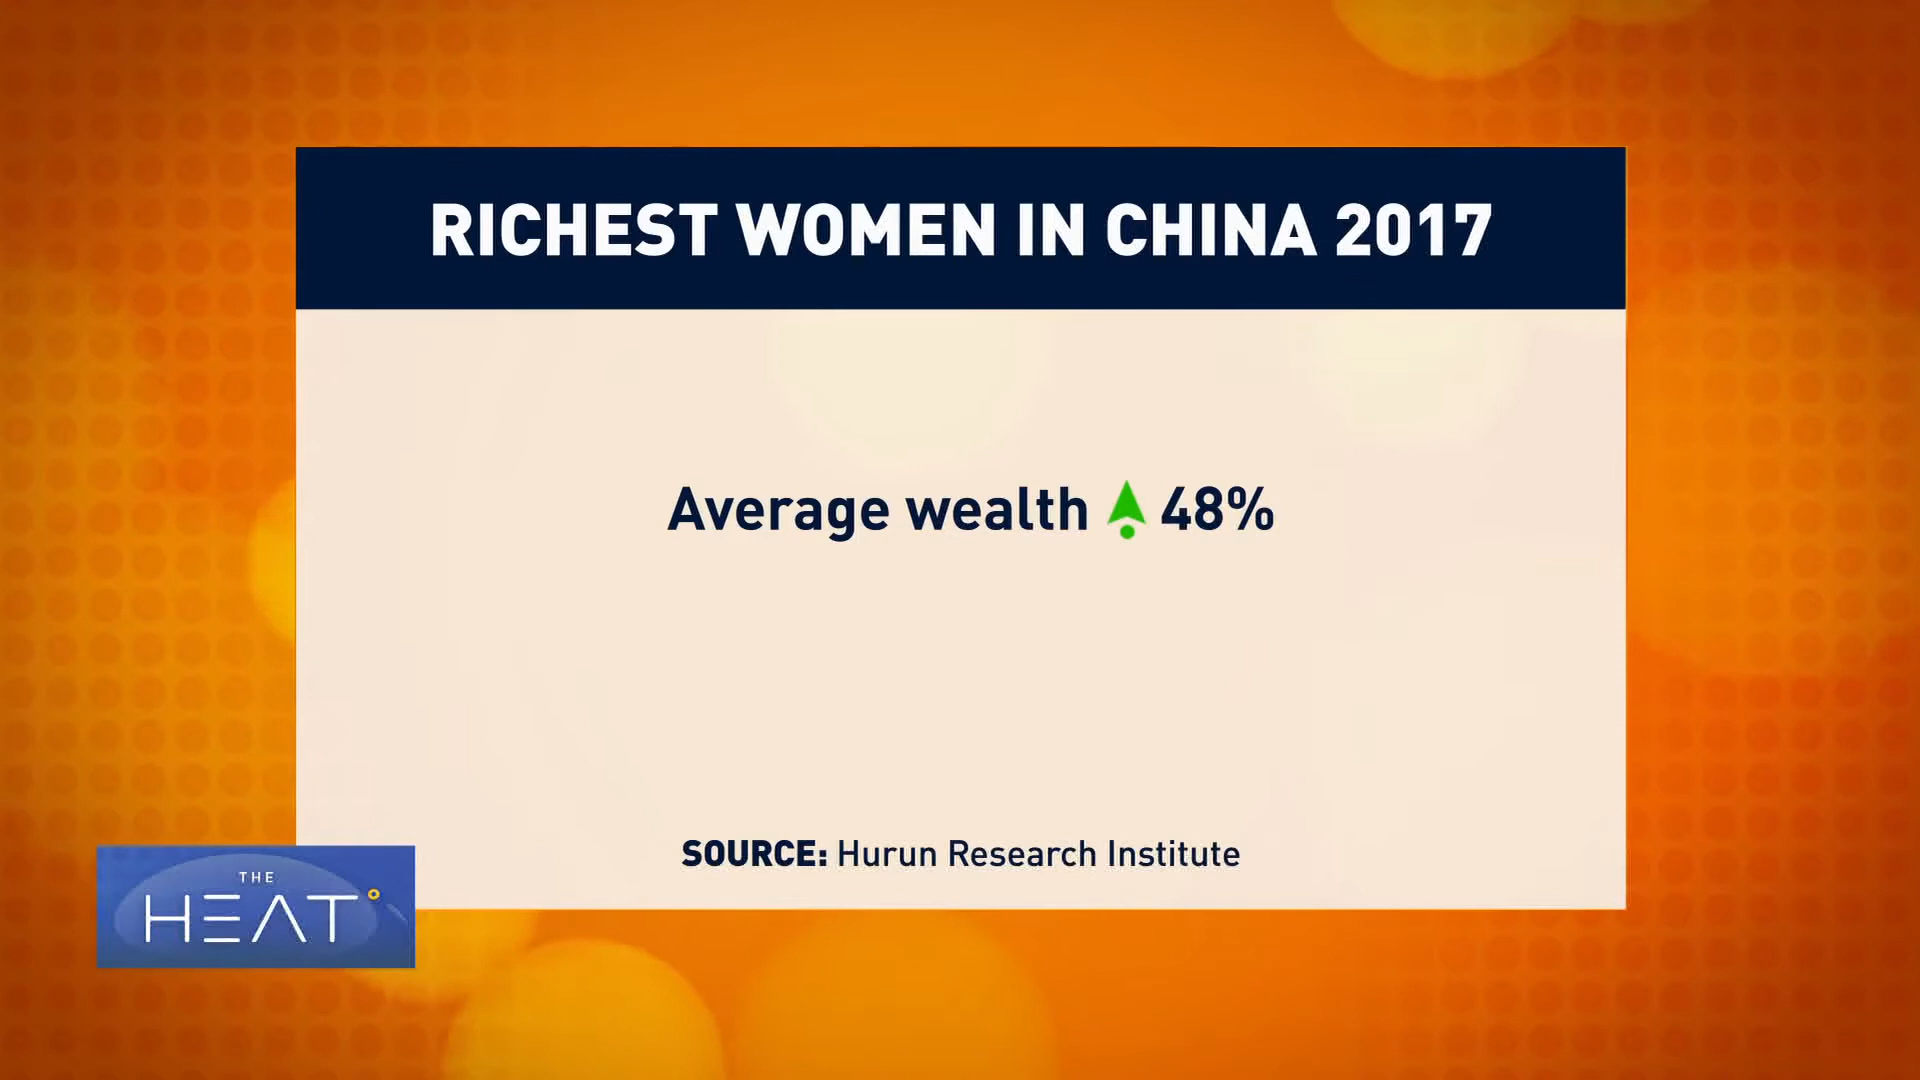 RICHEST WOMEN IN CHINA 2017
Average wealth 48%
SOURCE: Hurun Research Institute
THE
HEAT